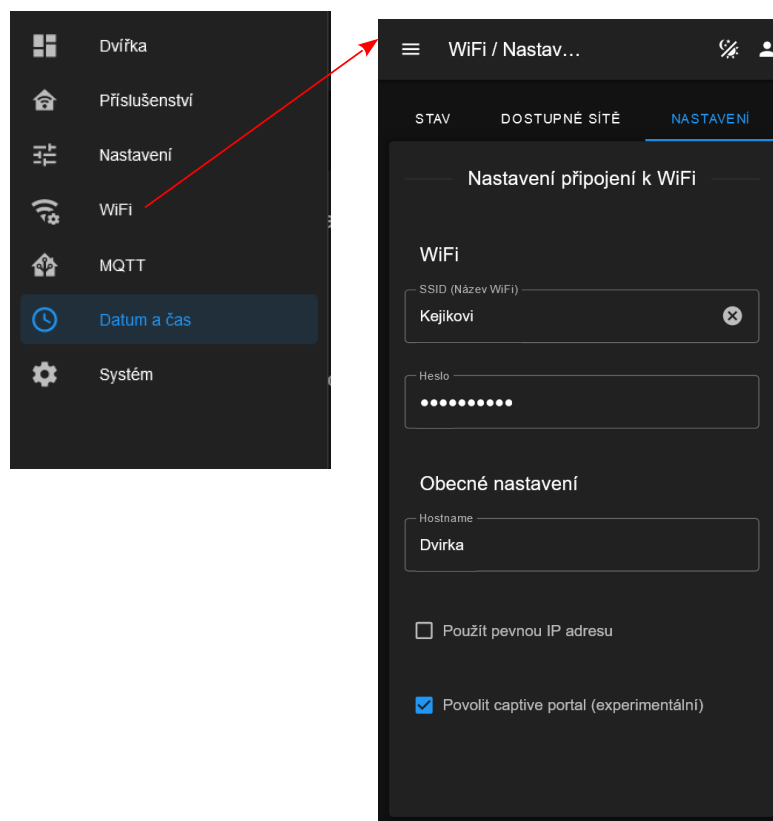 Dvířka
Příslušenství
Nastavení
WiFi
MQTT
Datum a čas
Systém
WiFi / Nastav…
STAV DOSTUPNÉ SÍTĚ NASTAVENÍ
Nastavení připojení k WiFi
WiFi
SSID (Název WiFi)
Kejikovi
Heslo
••••••••••
Obecné nastavení
Hostname
Dvirka
Použít pevnou IP adresu
Povolit captive portal (experimentální)